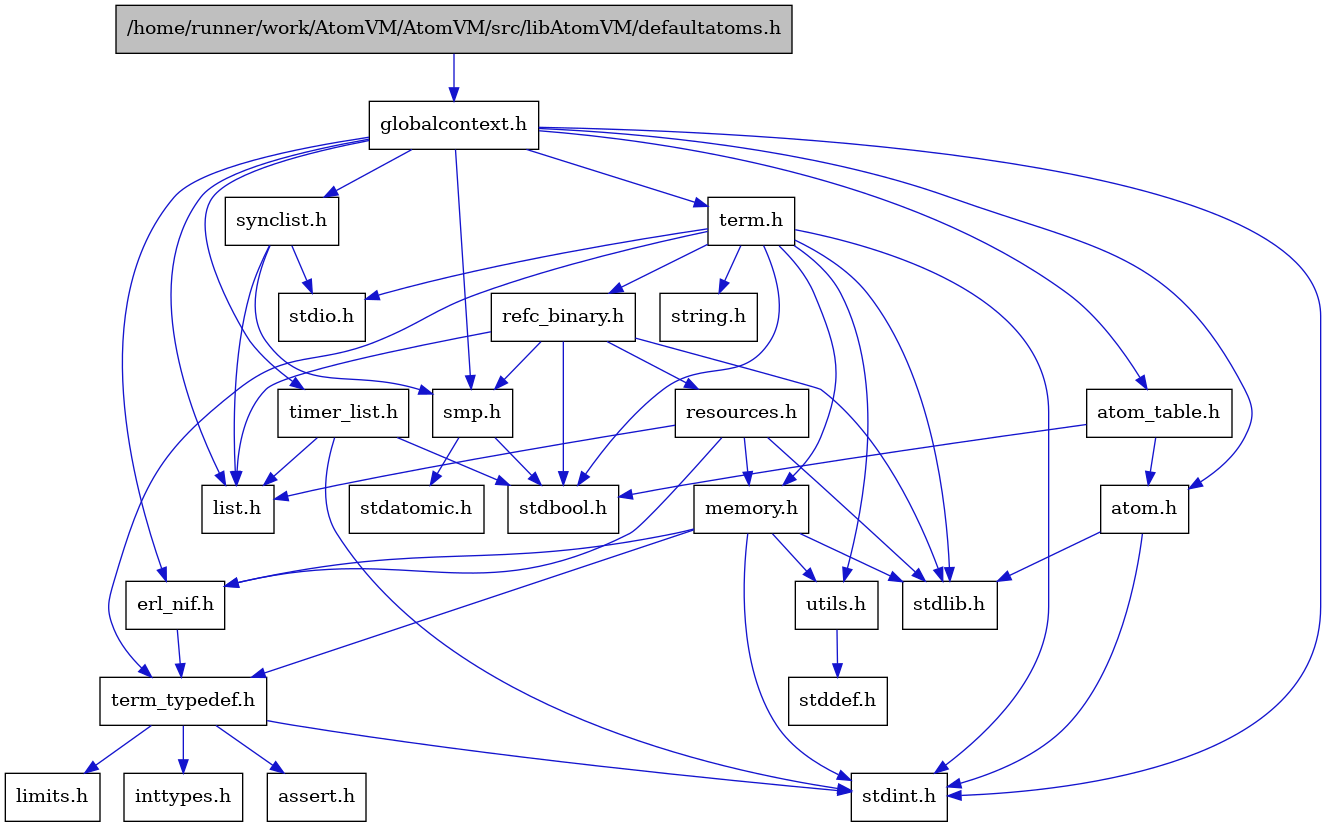 /home/runner/work/AtomVM/AtomVM/src/libAtomVM/defaultatoms.h
globalcontext.h
synclist.h
term.h
stdio.h
refc_binary.h
string.h
timer_list.h
smp.h
resources.h
atom_table.h
list.h
stdatomic.h
stdbool.h
memory.h
atom.h
erl_nif.h
utils.h
stdlib.h
term_typedef.h
stddef.h
limits.h
inttypes.h
assert.h
stdint.h